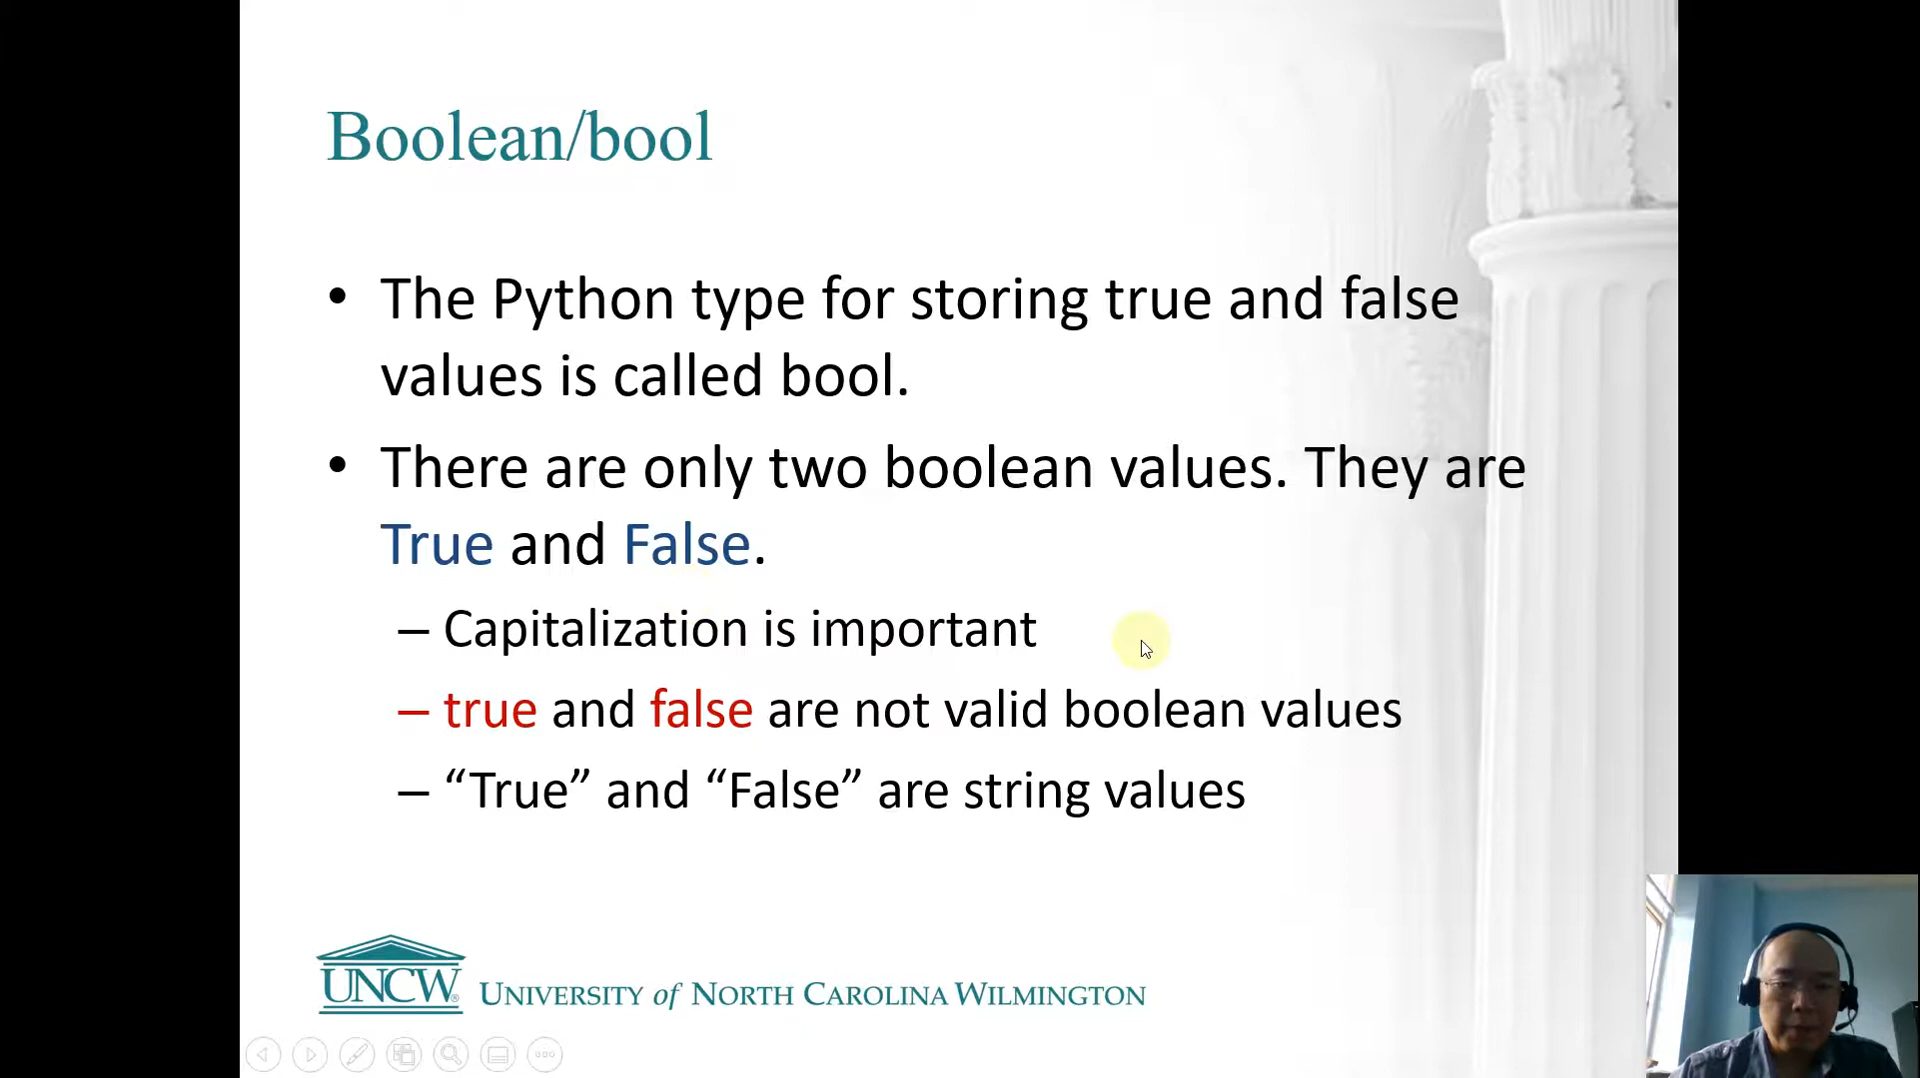 Boolean/bool
• The Python type for storing true and false
values is called bool.
• There are only two boolean values. They are
True and False.
– Capitalization is important
– true and false are not valid boolean values
– “True” and “False” are string values
UNCW®
UNIVERSITY of NORTH CAROLINA WILMINGTON